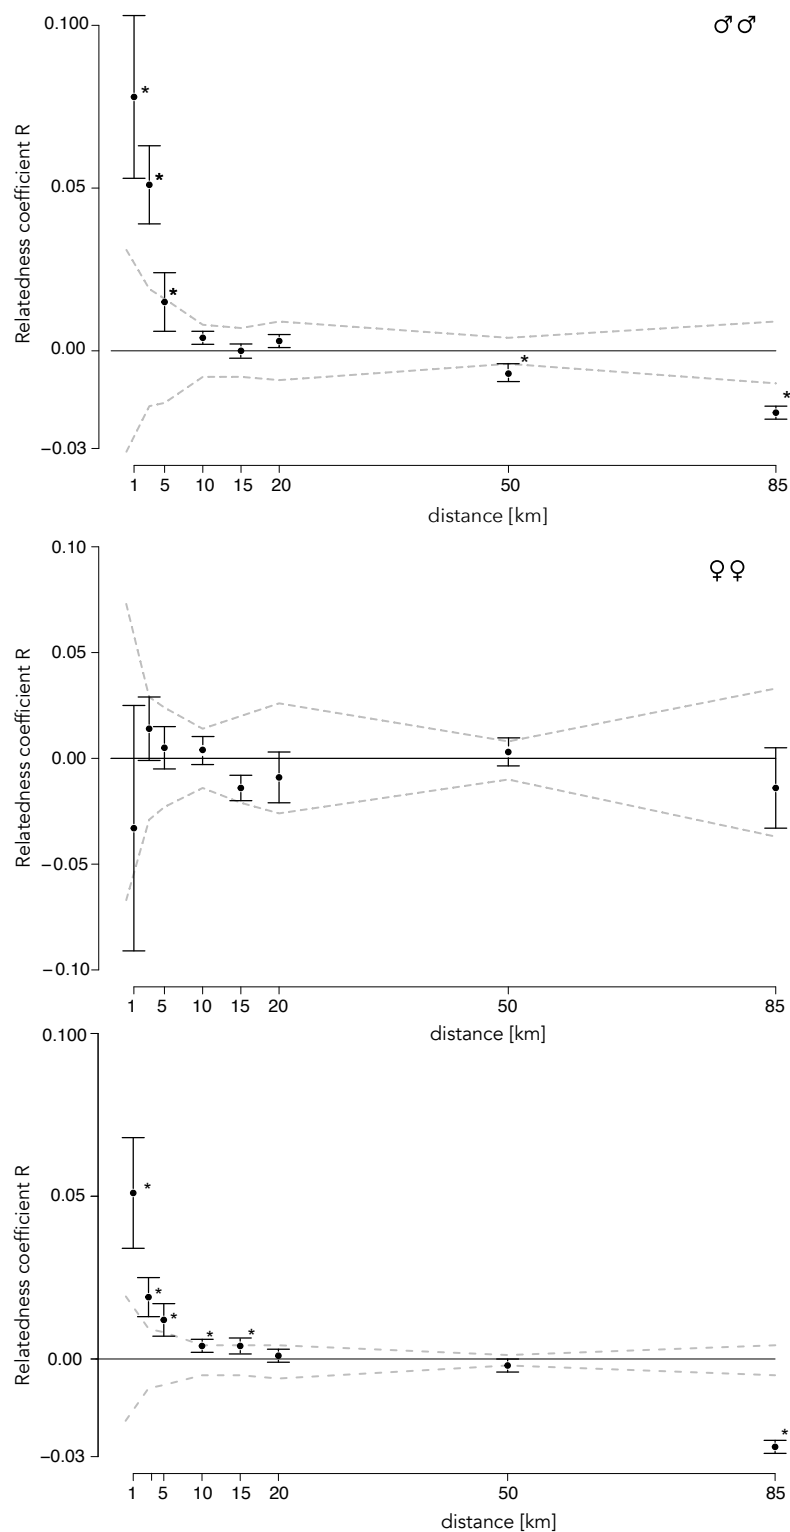 0.100
♂♂
*
0.05
*
*
0.00
*
*
−0.03
1 5 10 15 20 50 85
Relatedness coefficient R
distance [km]
0.10
♀♀
0.05
0.00
−0.05
−0.10
1 5 10 15 20 50 85
Relatedness coefficient R
distance [km]
0.100
*
0.05
*
*
* *
0.00
*
−0.03
1 5 10 15 20 50 85
Relatedness coefficient R
distance [km]